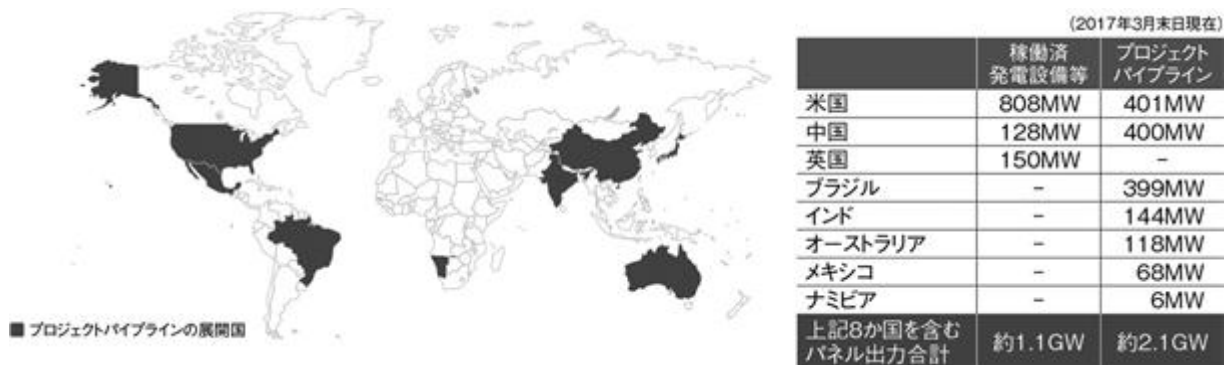 (2017年3月末日現在)
稼働済
発電設備等
プロジェクト
パイプライン
米国 808MW 401MW
中国 128MW 400MW
英国 150MW -
ブラジル - 399MW
インド - 144MW
オーストラリア - 118MW
メキシコ - 68MW
ナミビア - 6MW
上記8か国を含む
パネル出力合計
約1.1GW 約2.1GW
■ プロジェクトパイプラインの展開国